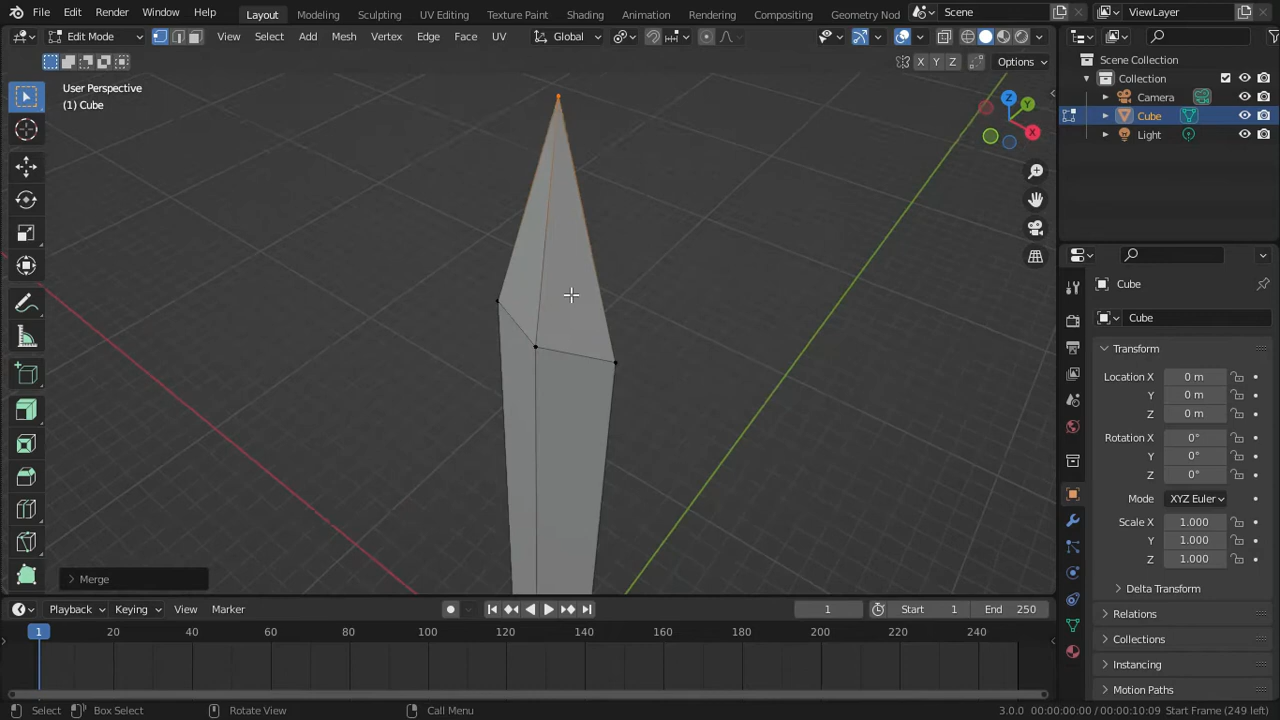 File Edit Render Window Help Layout Modeling Sculpting UV Editing Texture Paint Shading Animation Rendering Compositing Geometry Nod Scene ViewLayer
Edit Mode View Select Add Mesh Vertex Edge Face UV Global
X Y Z Options
User Perspective
(1) Cube
Z
Y
X
Scene Collection
Collection
Camera
Cube
Light
Cube
Cube
Transform
Location X 0 m
Y 0 m
Z 0 m
Rotation X 0°
Y 0°
Z 0°
Mode XYZ Euler
Scale X 1.000
Y 1.000
Z 1.000
Delta Transform
Relations
Collections
Instancing
Motion Paths
Merge
Playback Keying View Marker 1 Start 1 End 250
1 20 40 60 80 100 120 140 160 180 200 220 240
Select Box Select Rotate View Call Menu 3.0.0 00:00:00:00 / 00:00:10:09 Start Frame (249 left)